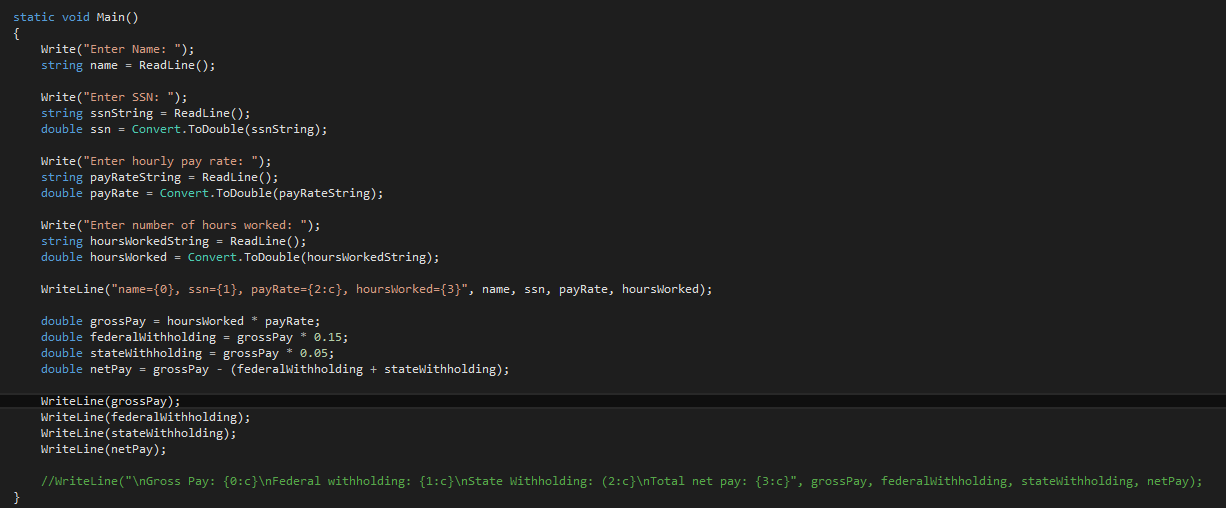 static void Main()
{
    Write("Enter Name: ");
    string name = ReadLine();

    Write("Enter SSN: ");
    string ssnString = ReadLine();
    double ssn = Convert.ToDouble(ssnString);

    Write("Enter hourly pay rate: ");
    string payRateString = ReadLine();
    double payRate = Convert.ToDouble(payRateString);

    Write("Enter number of hours worked: ");
    string hoursWorkedString = ReadLine();
    double hoursWorked = Convert.ToDouble(hoursWorkedString);

    WriteLine("name={0}, ssn={1}, payRate={2:c}, hoursWorked={3}", name, ssn, payRate, hoursWorked);

    double grossPay = hoursWorked * payRate;
    double federalWithholding = grossPay * 0.15;
    double stateWithholding = grossPay * 0.05;
    double netPay = grossPay - (federalWithholding + stateWithholding);

    WriteLine(grossPay);
    WriteLine(federalWithholding);
    WriteLine(stateWithholding);
    WriteLine(netPay);

    //WriteLine("\nGross Pay: {0:c}\nFederal withholding: {1:c}\nState Withholding: (2:c}\nTotal net pay: {3:c}", grossPay, federalWithholding, stateWithholding, netPay);
}